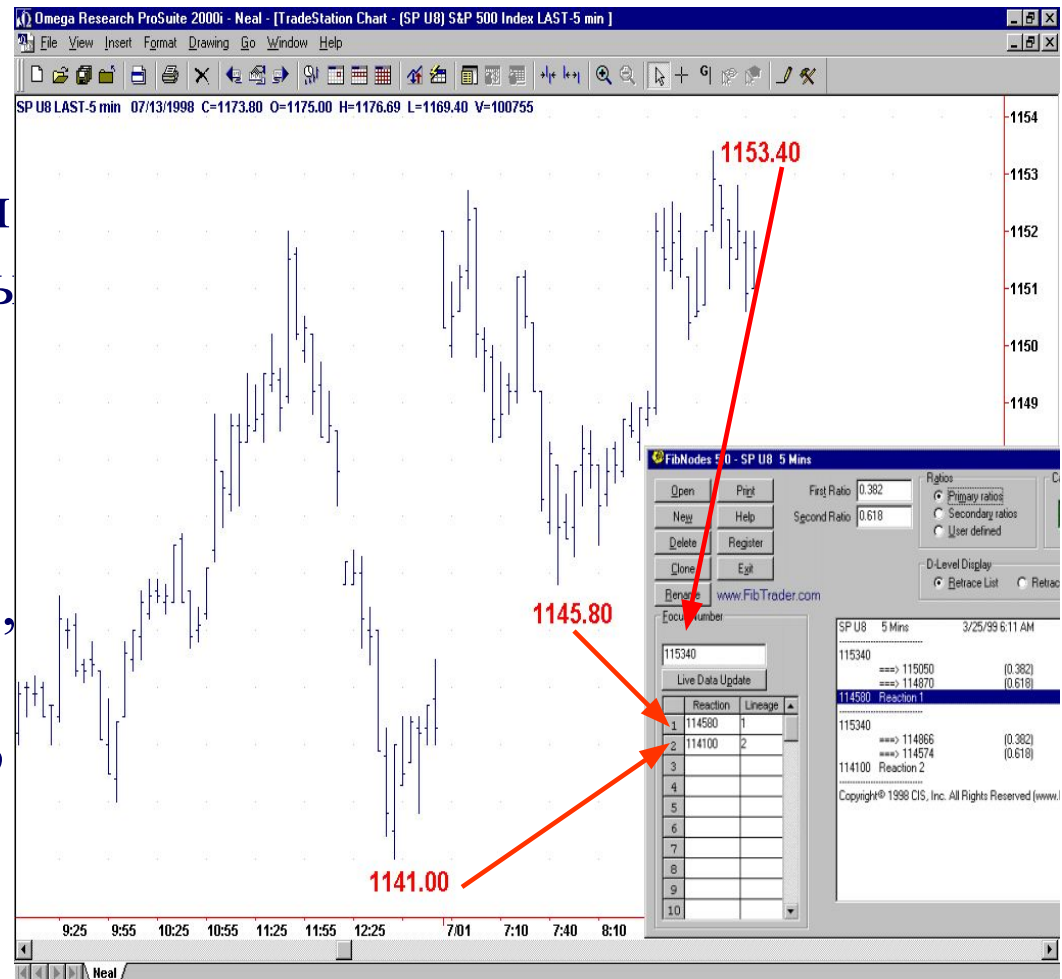 Omega Research ProSuite 2000i - Neal - [TradeStation Chart - (SP U8) S&P 500 Index LAST-5 min ]
File View Insert Format Drawing Go Window Help
SP U8 LAST-5 min 07/13/1998 C=1173.80 O=1175.00 H=1176.69 L=1169.40 V=100755
1154
1153.40
1153
1152
ы
1151
1150
1149
FibNodes 5.0 - SP U8 5 Mins
Open Print First Ratio 0.382
New Help Second Ratio 0.618
Delete Register
Clone Exit
Rename www.FibTrader.com
Ratios
Primary ratios
Secondary ratios
User defined
D-Level Display
Retrace List Retrac
1145.80
,
Focus Number
115340
Live Data Update
Reaction Lineage
1 114580 1
2 114100 2
3
4
5
6
7
8
9
10
SP U8 5 Mins 3/25/99 6:11 AM
115340
===> 115050 (0.382)
===> 114870 (0.618)
114580 Reaction 1
115340
===> 114866 (0.382)
===> 114574 (0.618)
114100 Reaction 2
Copyright© 1998 CIS, Inc. All Rights Reserved (www.
1141.00
9:25 9:55 10:25 10:55 11:25 11:55 12:25 7/01 7:10 7:40 8:10
Neal